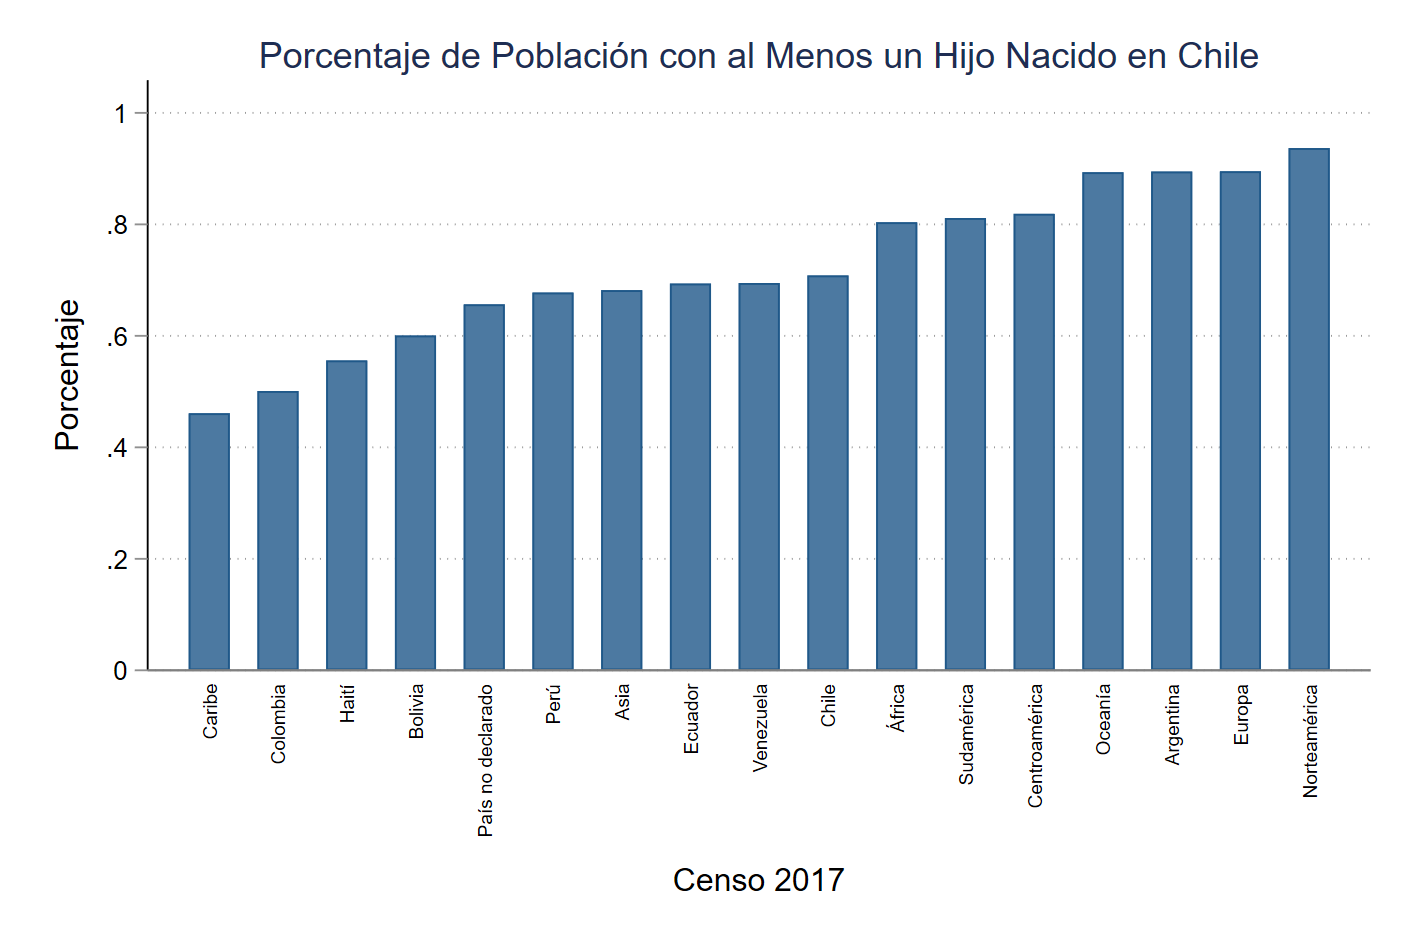 Porcentaje de Población con al Menos un Hijo Nacido en Chile
Porcentaje
1
.8
.6
.4
.2
0
Caribe
Colombia
Haití
Bolivia
País no declarado
Perú
Asia
Ecuador
Venezuela
Chile
África
Sudamérica
Centroamérica
Oceanía
Argentina
Europa
Norteamérica
Censo 2017